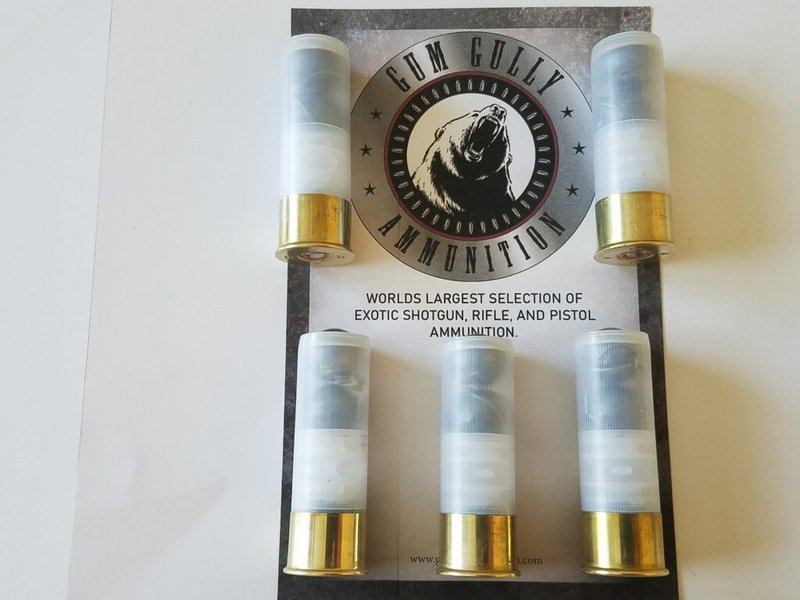 GUM GULLY
AMMUNITION
WORLDS LARGEST SELECTION OF
EXOTIC SHOTGUN, RIFLE, AND PISTOL
AMMUNITION.